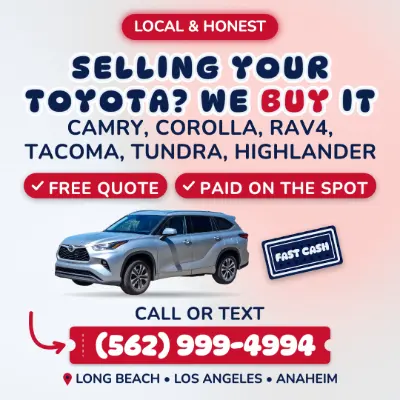 LOCAL & HONEST
SELLING YOUR
TOYOTA? WE BUY IT
CAMRY, COROLLA, RAV4,
TACOMA, TUNDRA, HIGHLANDER
FREE QUOTE
PAID ON THE SPOT
FAST CASH
CALL OR TEXT
(562) 999-4994
LONG BEACH • LOS ANGELES • ANAHEIM